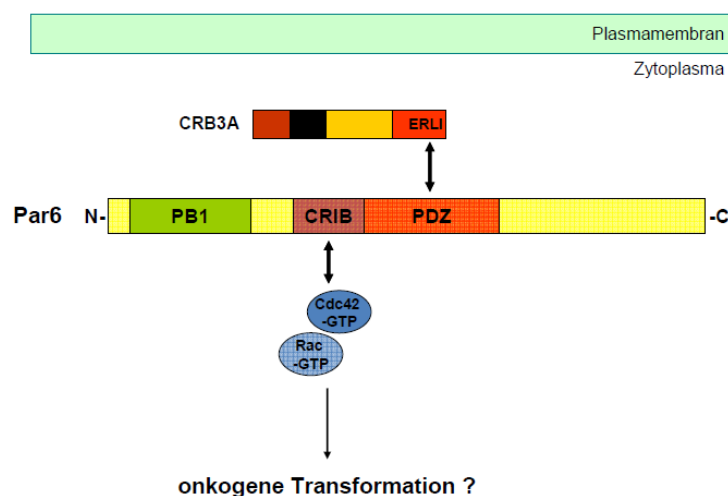 Plasmamembran
Zytoplasma
CRB3A
ERLI
Par6
N-
PB1
CRIB
PDZ
-C
Cdc42
-GTP
Rac
-GTP
onkogene Transformation ?